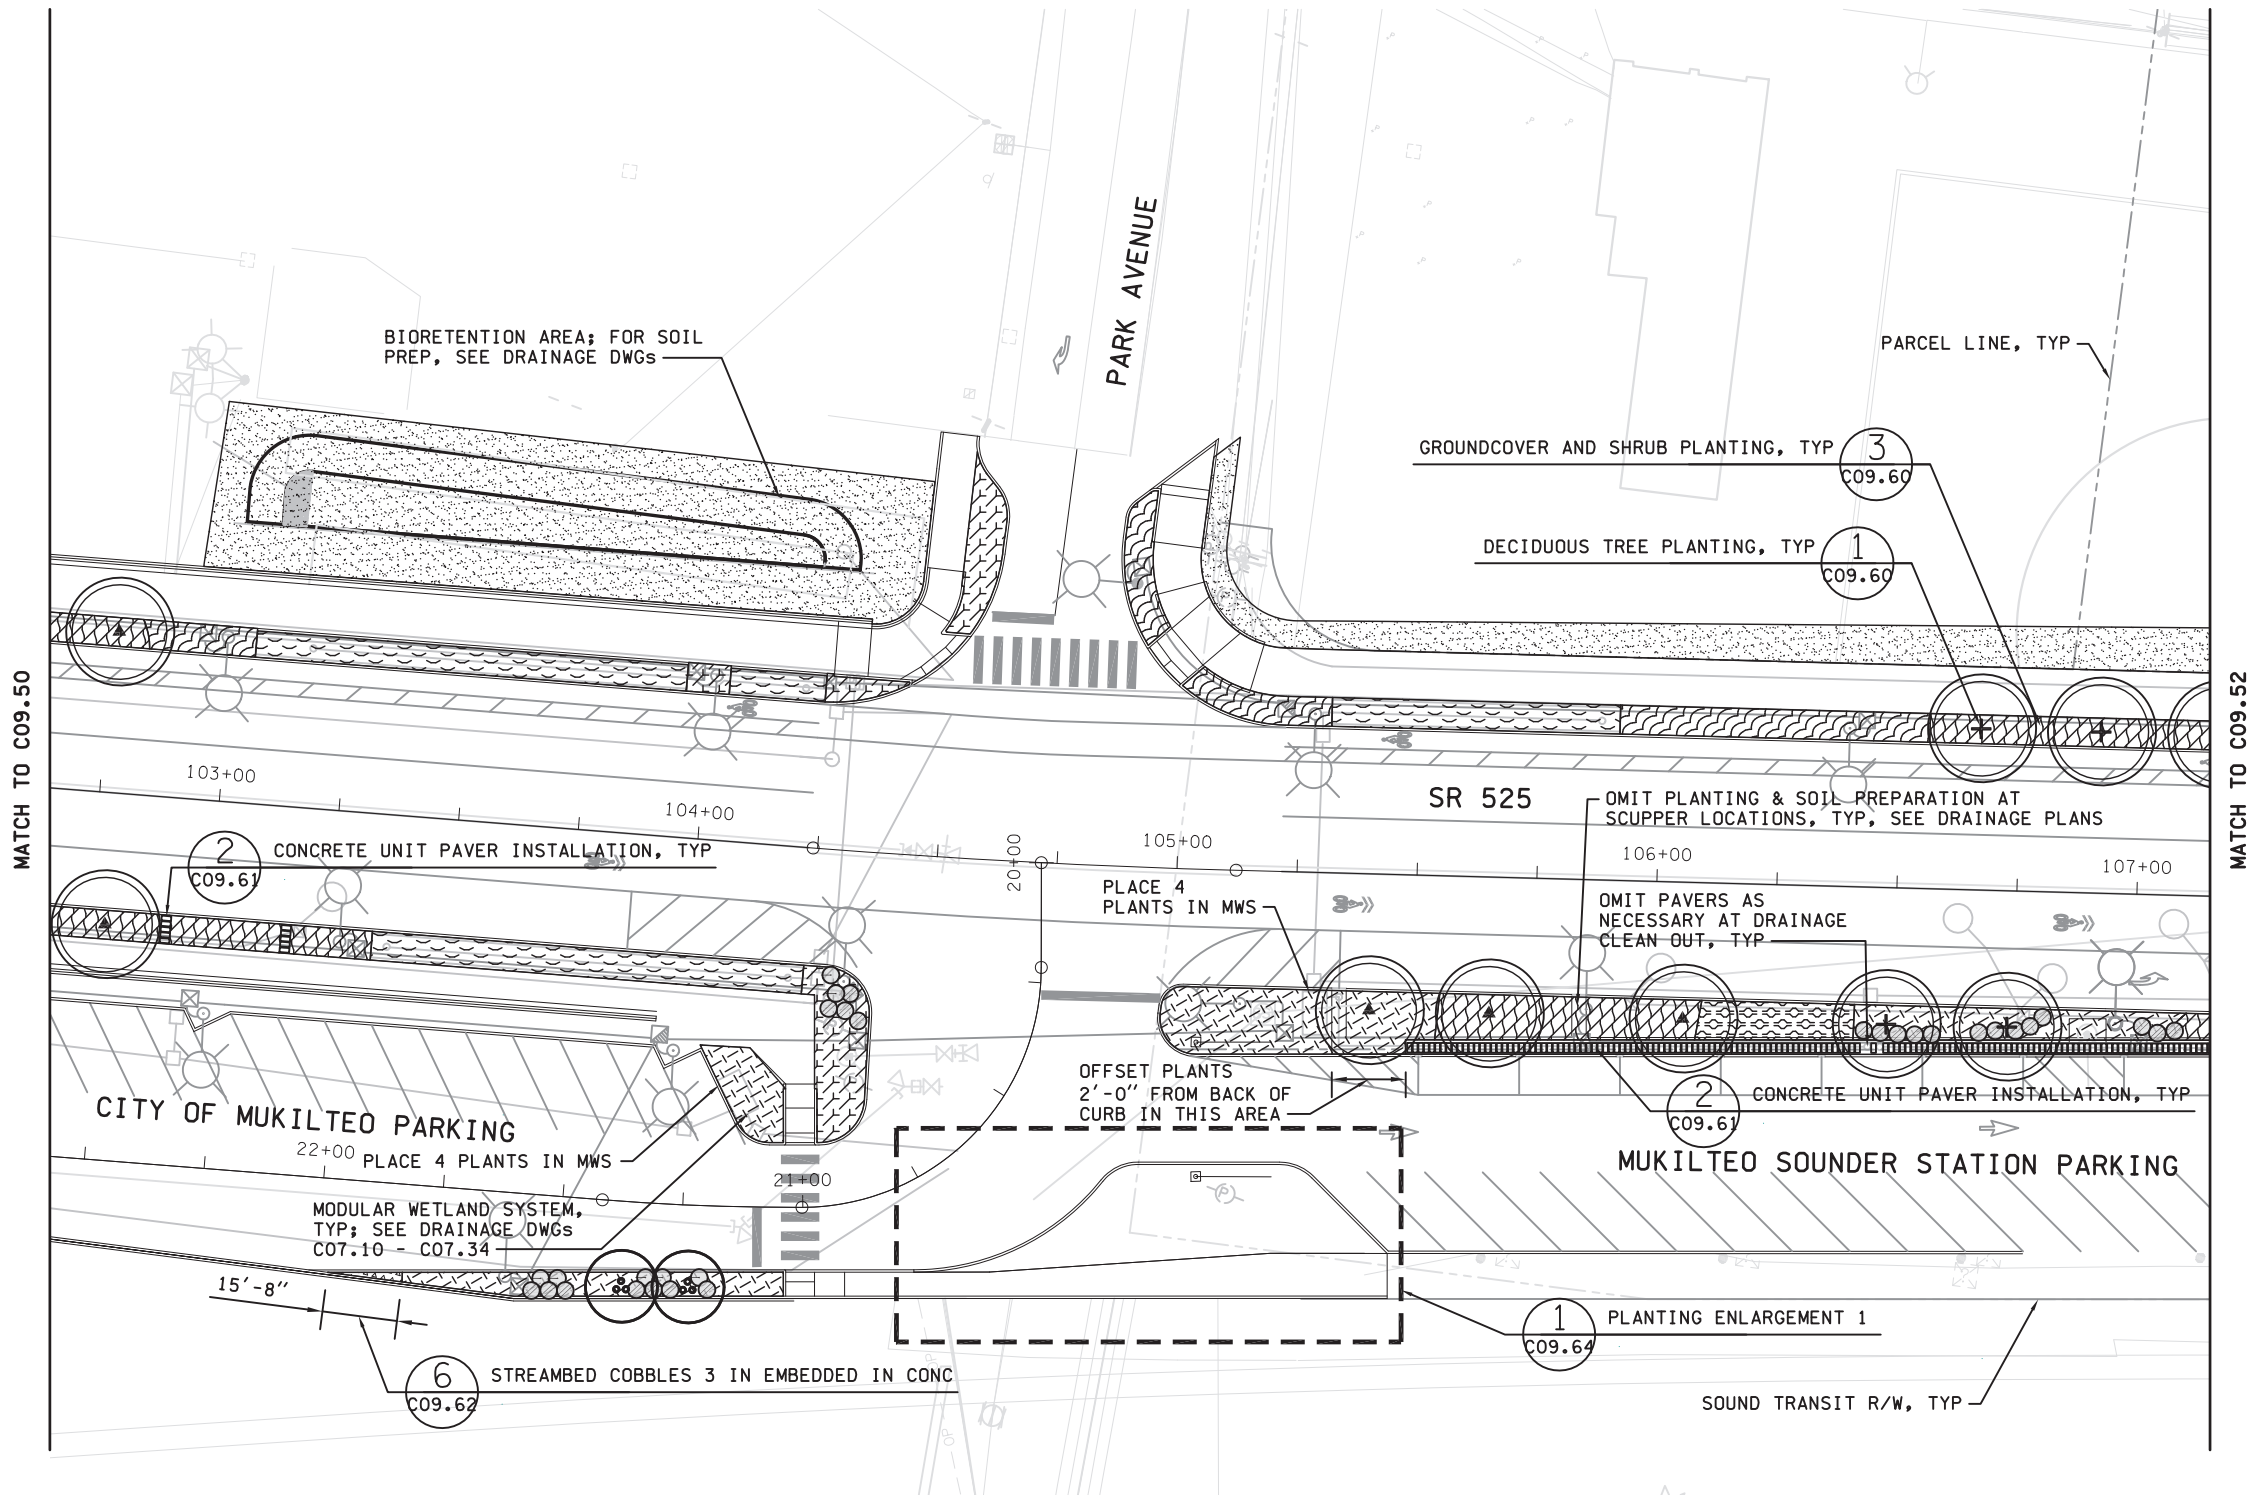 PARK AVENUE
BIORETENTION AREA; FOR SOIL
PREP, SEE DRAINAGE DWGs
PARCEL LINE, TYP
GROUNDCOVER AND SHRUB PLANTING, TYP
3
C09.60
DECIDUOUS TREE PLANTING, TYP
1
C09.60
MATCH TO C09.50
MATCH TO C09.52
103+00
104+00
105+00
106+00
107+00
SR 525
OMIT PLANTING & SOIL PREPARATION AT
SCUPPER LOCATIONS, TYP, SEE DRAINAGE PLANS
2
C09.61
CONCRETE UNIT PAVER INSTALLATION, TYP
20+00
PLACE 4
PLANTS IN MWS
OMIT PAVERS AS
NECESSARY AT DRAINAGE
CLEAN OUT, TYP
OFFSET PLANTS
2'-0" FROM BACK OF
CURB IN THIS AREA
2
C09.61
CONCRETE UNIT PAVER INSTALLATION, TYP
CITY OF MUKILTEO PARKING
22+00
PLACE 4 PLANTS IN MWS
21+00
MUKILTEO SOUNDER STATION PARKING
P
MODULAR WETLAND SYSTEM,
TYP; SEE DRAINAGE DWGs
C07.10 - C07.34
15'-8"
1
C09.64
PLANTING ENLARGEMENT 1
6
C09.62
STREAMBED COBBLES 3 IN EMBEDDED IN CONC
SOUND TRANSIT R/W, TYP
OP
OP